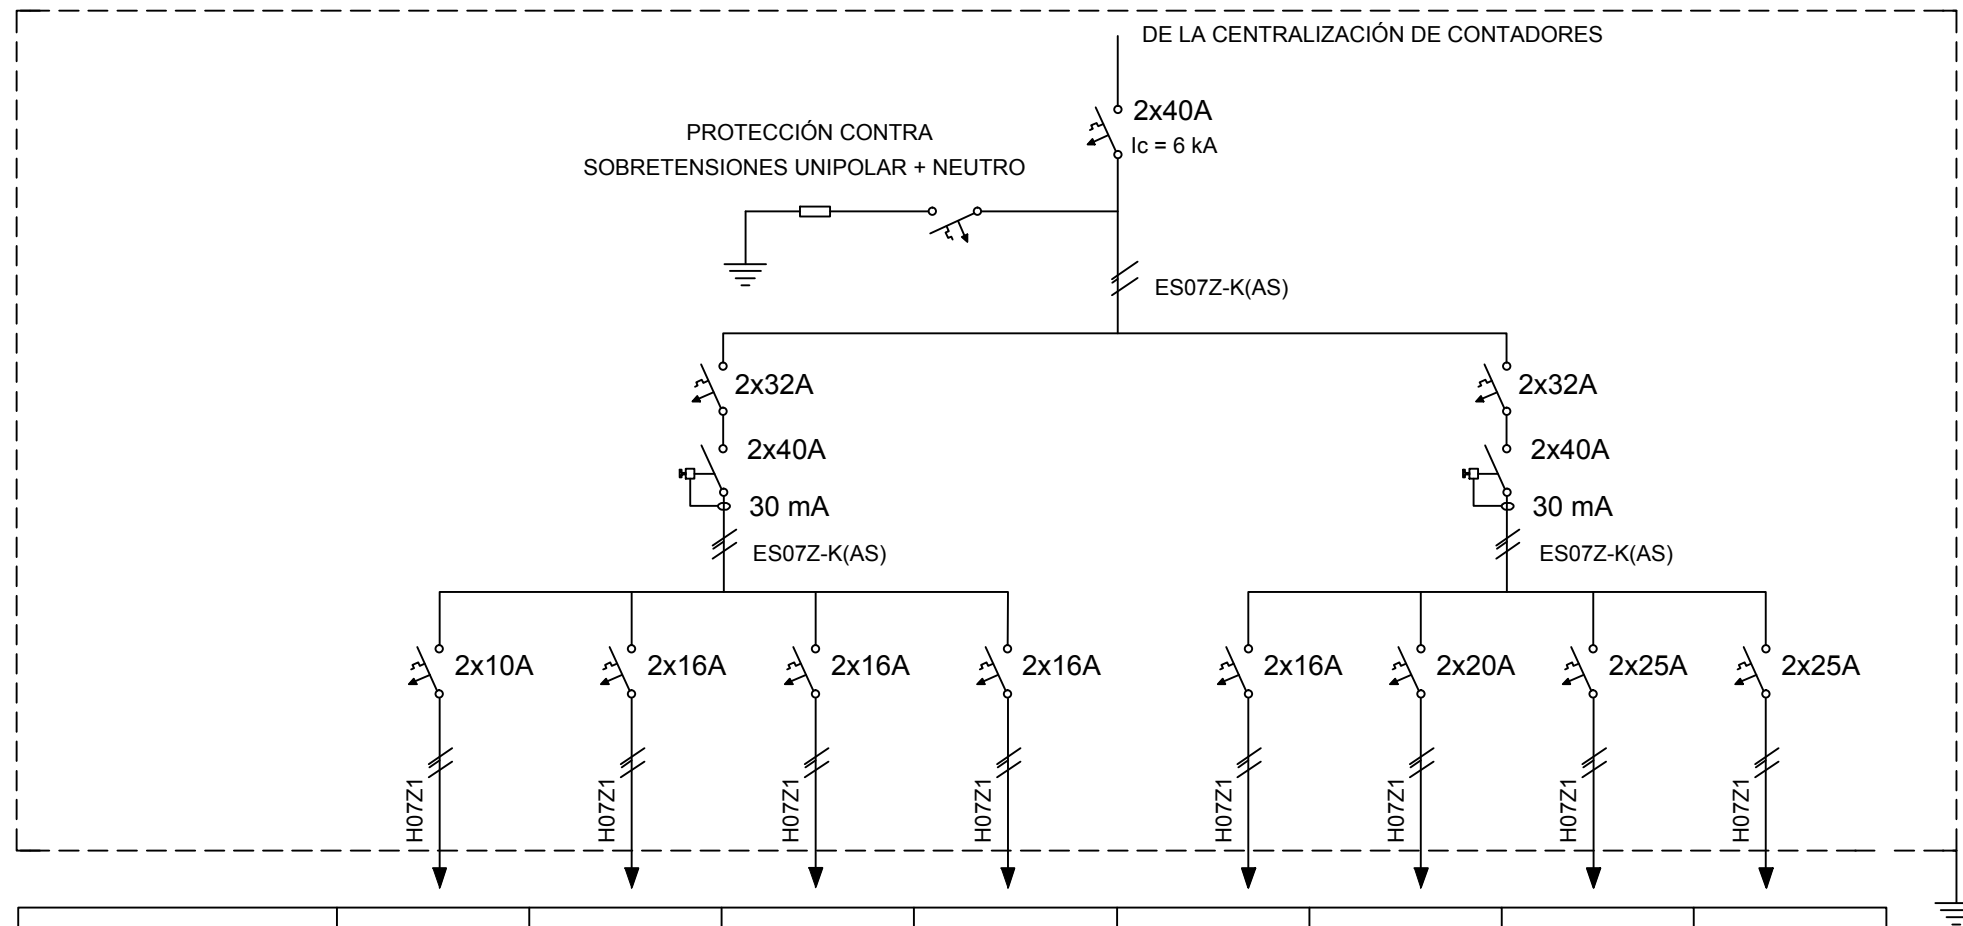 DE LA CENTRALIZACIÓN DE CONTADORES
2x40A
Ic = 6 kA
PROTECCIÓN CONTRA
SOBRETENSIONES UNIPOLAR + NEUTRO
ES07Z-K(AS)
2x32A
2x32A
2x40A
2x40A
30 mA
30 mA
ES07Z-K(AS)
ES07Z-K(AS)
2x10A
2x16A
2x16A
2x16A
2x16A
2x20A
2x25A
2x25A
H07Z1
H07Z1
H07Z1
H07Z1
H07Z1
H07Z1
H07Z1
H07Z1